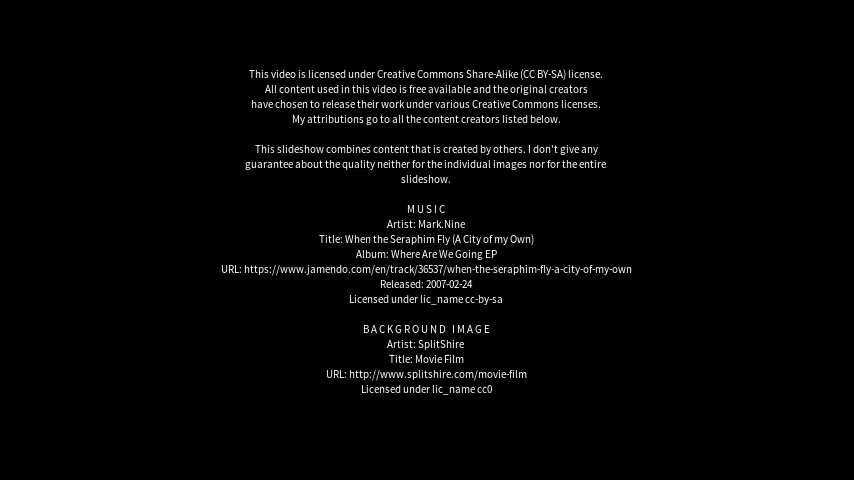 This video is licensed under Creative Commons Share-Alike (CC BY-SA) license.
All content used in this video is free available and the original creators
have chosen to release their work under various Creative Commons licenses.
My attributions go to all the content creators listed below.
This slideshow combines content that is created by others. I don't give any
guarantee about the quality neither for the individual images nor for the entire
slideshow.
MUSIC
Artist: Mark.Nine
Title: When the Seraphim Fly (A City of my Own)
Album: Where Are We Going EP
URL: https://www.jamendo.com/en/track/36537/when-the-seraphim-fly-a-city-of-my-own
Released: 2007-02-24
Licensed under lic_name cc-by-sa
BACKGROUND IMAGE
Artist: SplitShire
Title: Movie Film
URL: http://www.splitshire.com/movie-film
Licensed under lic_name cc0